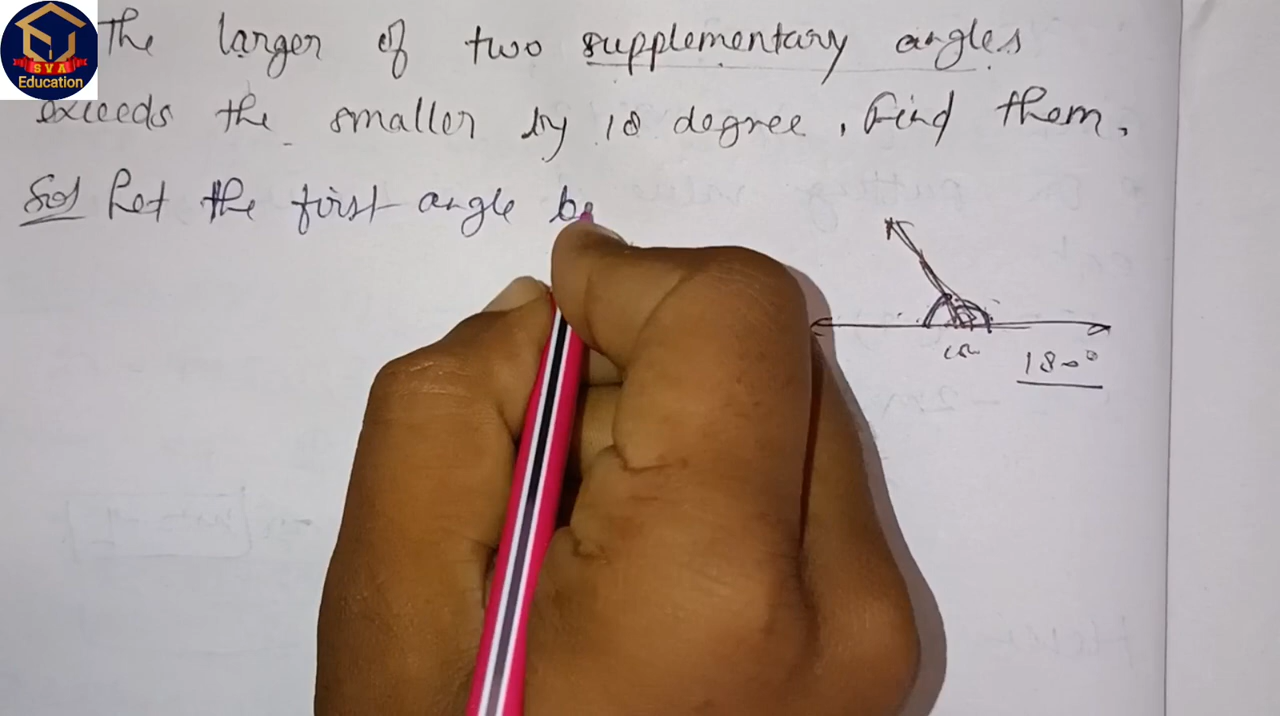 SVA
Education
The larger of two supplementary angles
exceeds the smaller by 18 degree, Find them.
Sol Let the first angle be
180°